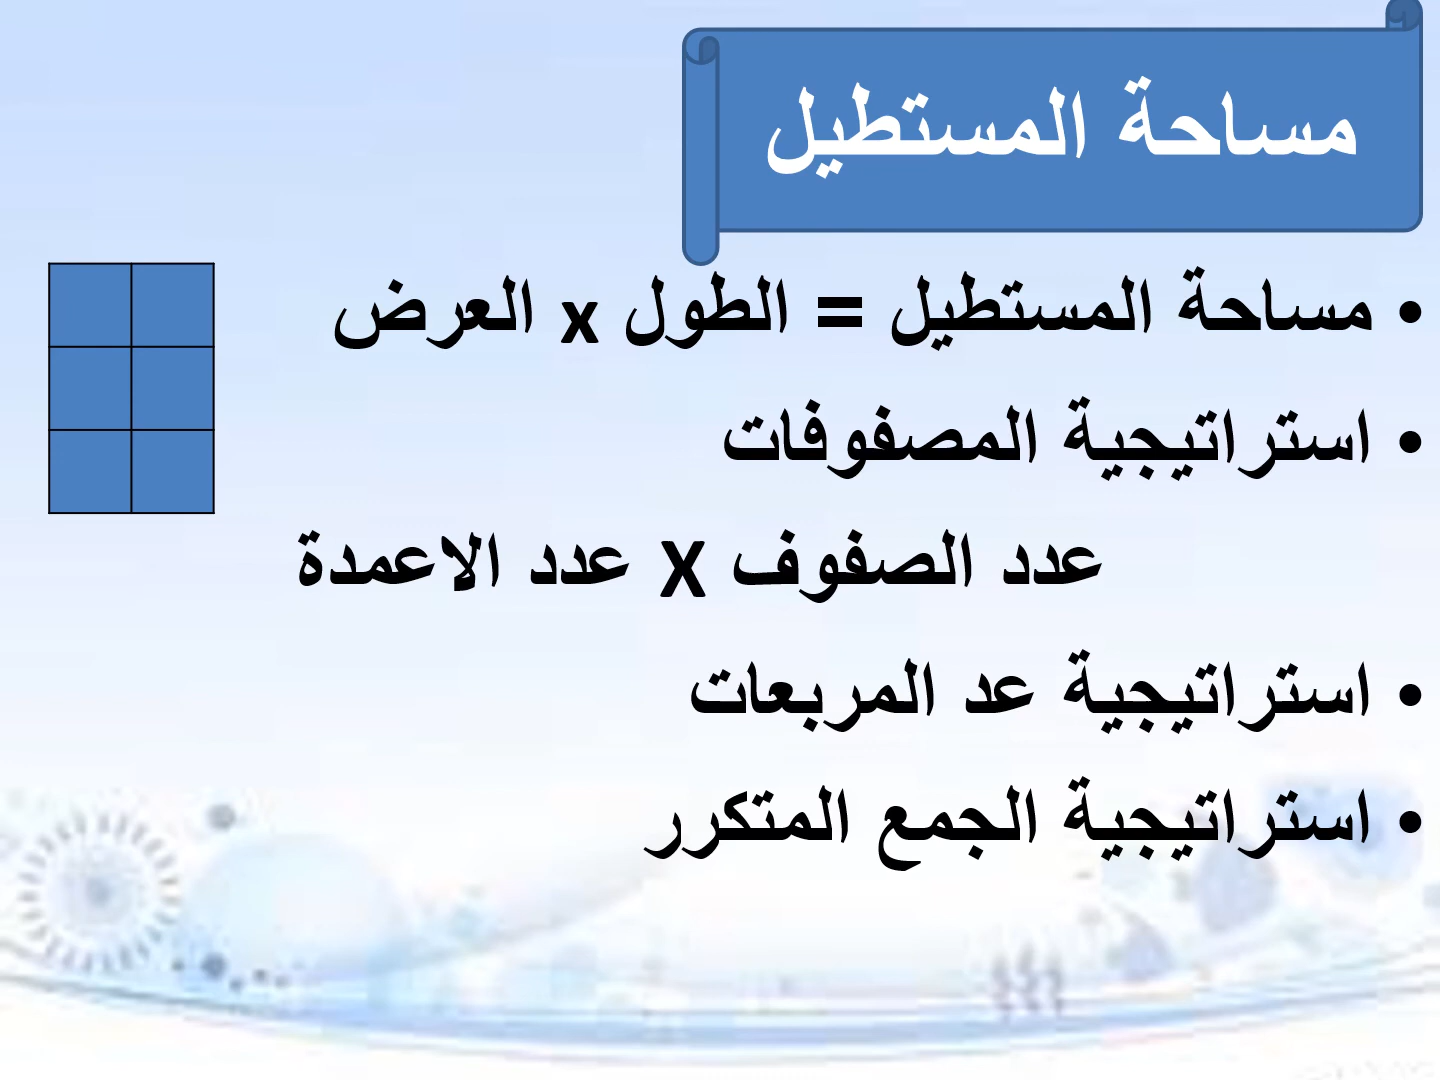 مساحة المستطيل
• مساحة المستطيل = الطول x العرض
• استراتيجية المصفوفات
عدد الصفوف X عدد الاعمدة
• استراتيجية عد المربعات
• استراتيجية الجمع المتكرر